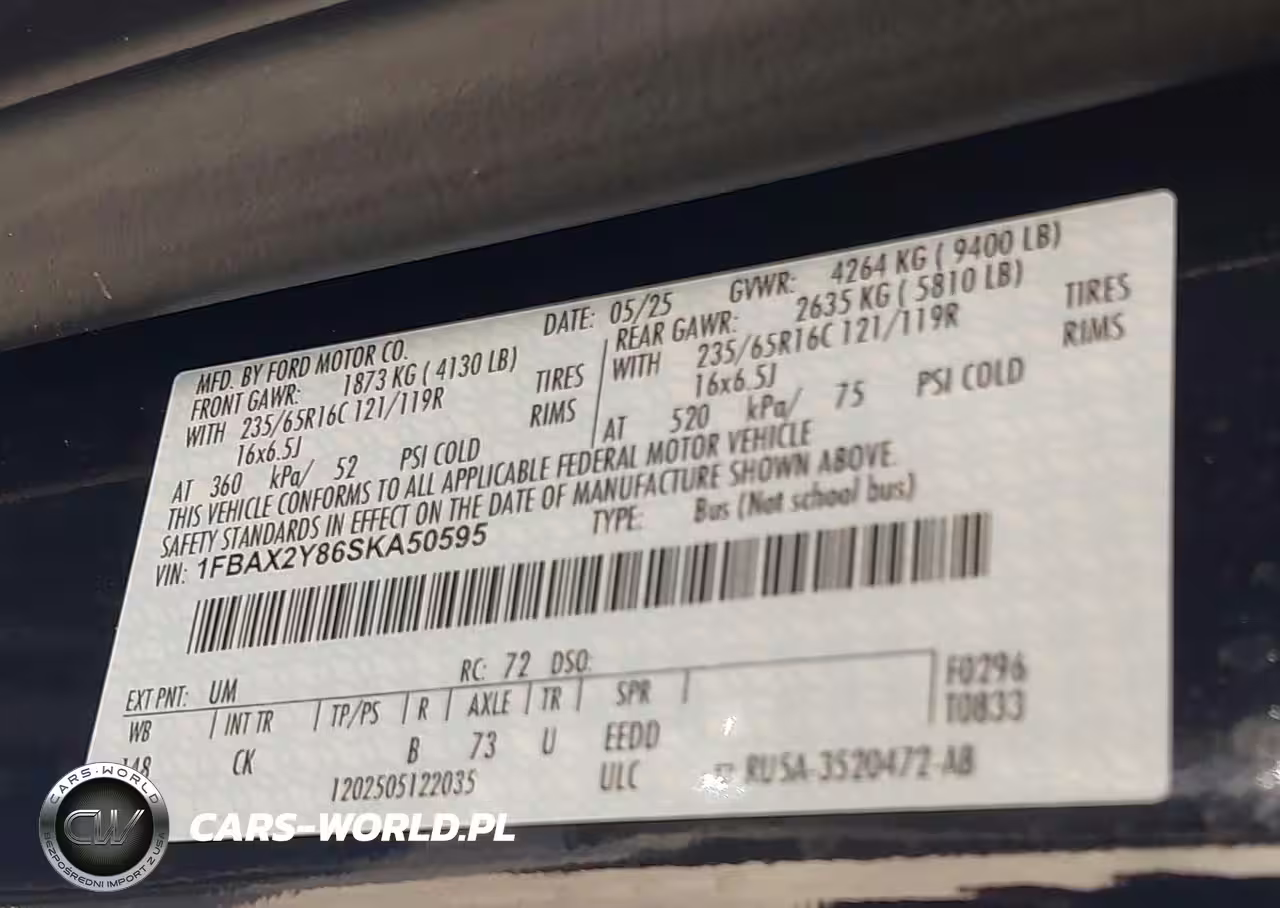 MFD. BY FORD MOTOR CO. DATE: 05/25 GVWR: 4264 KG ( 9400 LB)
FRONT GAWR: 1873 KG ( 4130 LB) REAR GAWR: 2635 KG ( 5810 LB)
WITH 235/65R16C 121/119R TIRES WITH 235/65R16C 121/119R TIRES
16x6.5J RIMS 16x6.5J RIMS
AT 360 kPa/ 52 PSI COLD AT 520 kPa/ 75 PSI COLD
THIS VEHICLE CONFORMS TO ALL APPLICABLE FEDERAL MOTOR VEHICLE
SAFETY STANDARDS IN EFFECT ON THE DATE OF MANUFACTURE SHOWN ABOVE.
VIN: 1FBAX2Y86SKA50595 TYPE: Bus (Not school bus)
EXT PNT: UM RC: 72 DSO: F0296
WB INT TR TP/PS R AXLE TR SPR T0833
148 CK B 73 U EEDD
1202505122035 ULC RU5A-3520472-AB
CARS-WORLD
CW
BEZPOŚREDNI IMPORT Z USA
CARS-WORLD.PL